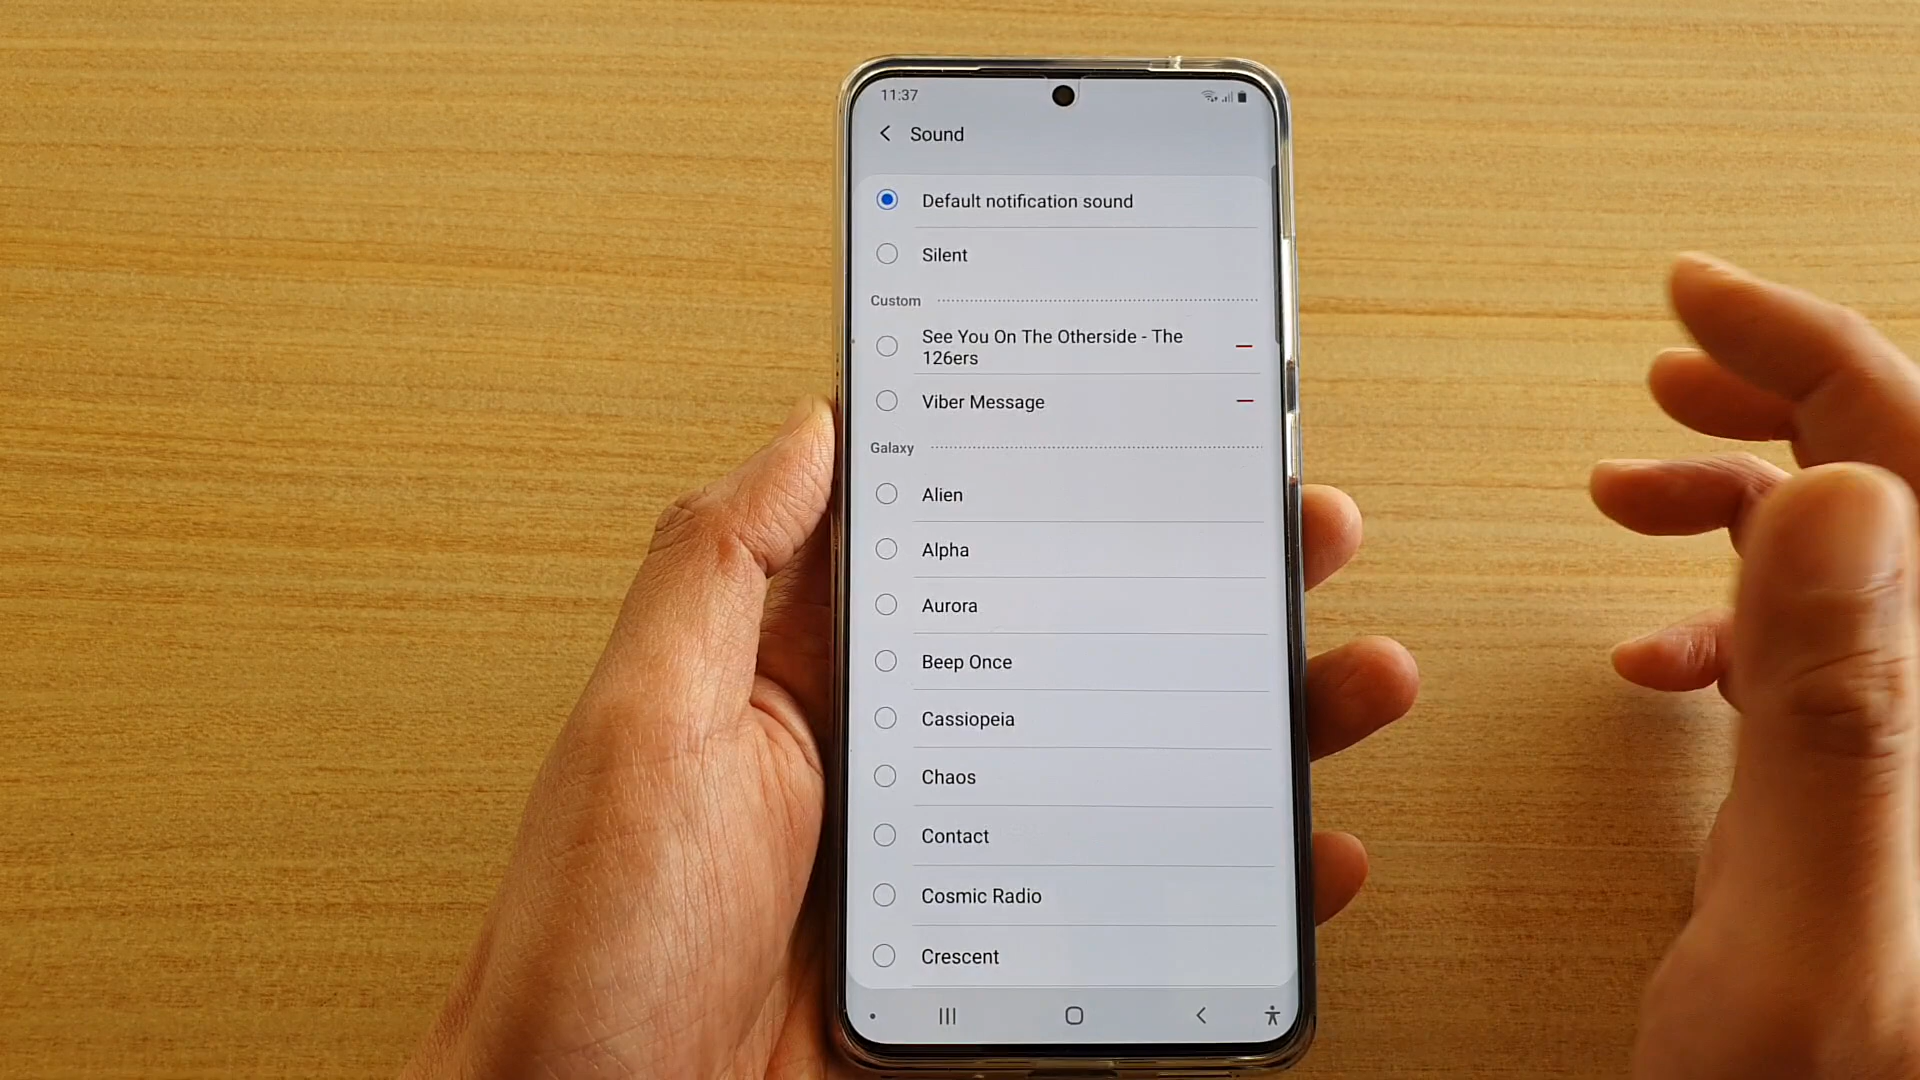 11:37
Sound
Default notification sound
Silent
Custom
See You On The Otherside - The
126ers
Viber Message
Galaxy
Alien
Alpha
Aurora
Beep Once
Cassiopeia
Chaos
Contact
Cosmic Radio
Crescent